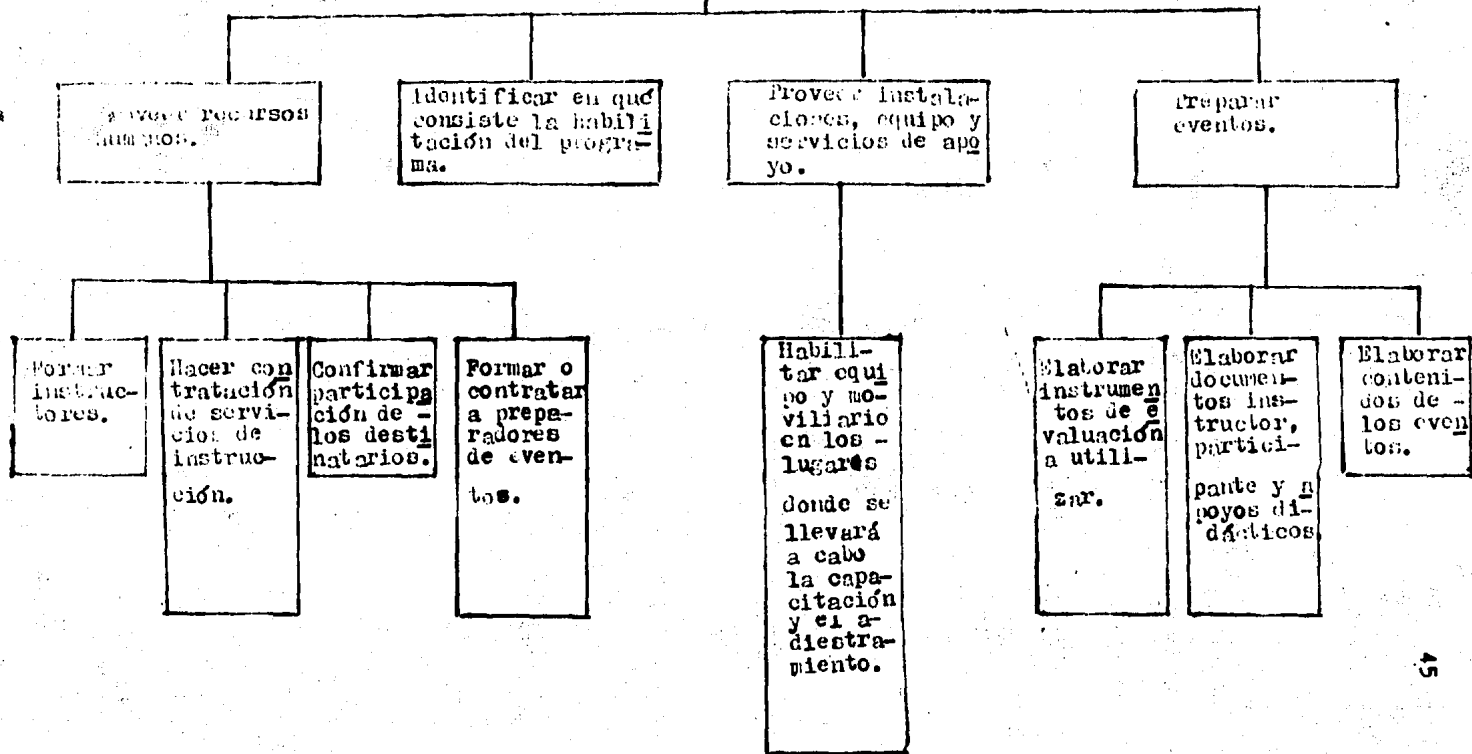 Proveer recursos
humanos.
Identificar en qué
consiste la habili
tación del progra-
ma.
Proveer instala-
ciones, equipo y
servicios de apo
yo.
Preparar
eventos.
Formar
instruc-
tores.
Hacer con
tratación
de servi-
cios de
instruc-
ción.
Confirmar
participa
ción de -
los desti
natarios.
Formar o
contratar
a prepa-
radores
de even-
tos.
Habili-
tar equi
po y mo-
viliario
en los -
lugares
donde se
llevará
a cabo
la capa-
citación
y el a-
diestra-
miento.
Elaborar
instrumen
tos de e
valuación
a utili-
zar.
Elaborar
documen-
tos ins-
tructor,
partici-
pante y a
poyos di-
dácticos
Elaborar
conteni-
dos de -
los even
tos.
45